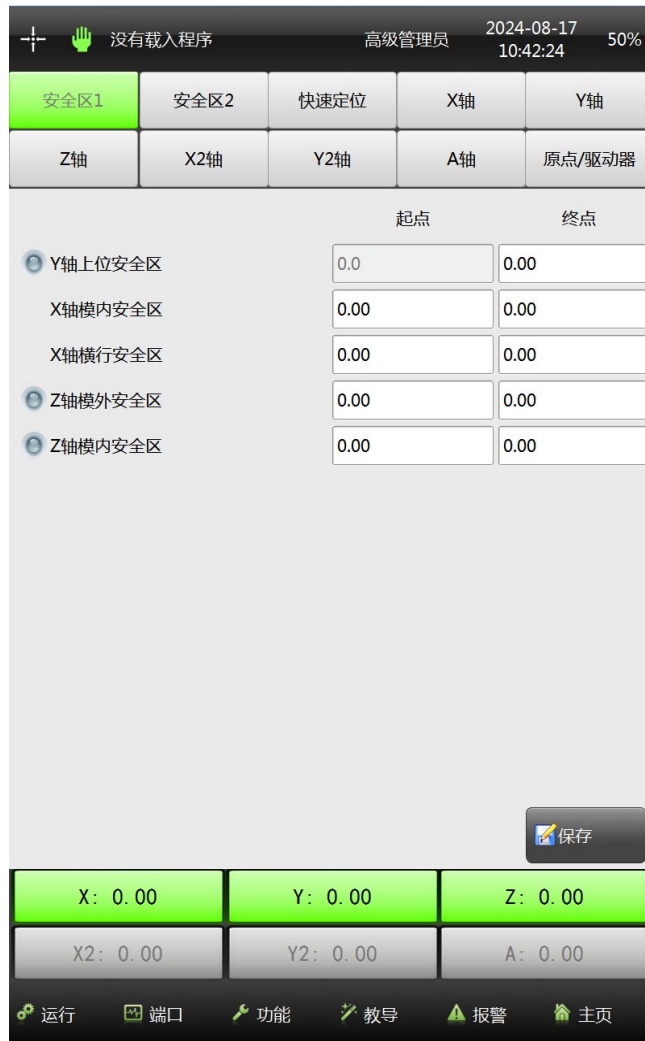 没有载入程序 高级管理员 2024-08-17 10:42:24 50%
安全区1 安全区2 快速定位 X轴 Y轴
Z轴 X2轴 Y2轴 A轴 原点/驱动器
起点 终点
Y轴上位安全区 0.0 0.00
X轴模内安全区 0.00 0.00
X轴横行安全区 0.00 0.00
Z轴模外安全区 0.00 0.00
Z轴模内安全区 0.00 0.00
保存
X: 0.00 Y: 0.00 Z: 0.00
X2: 0.00 Y2: 0.00 A: 0.00
运行 端口 功能 教导 报警 主页